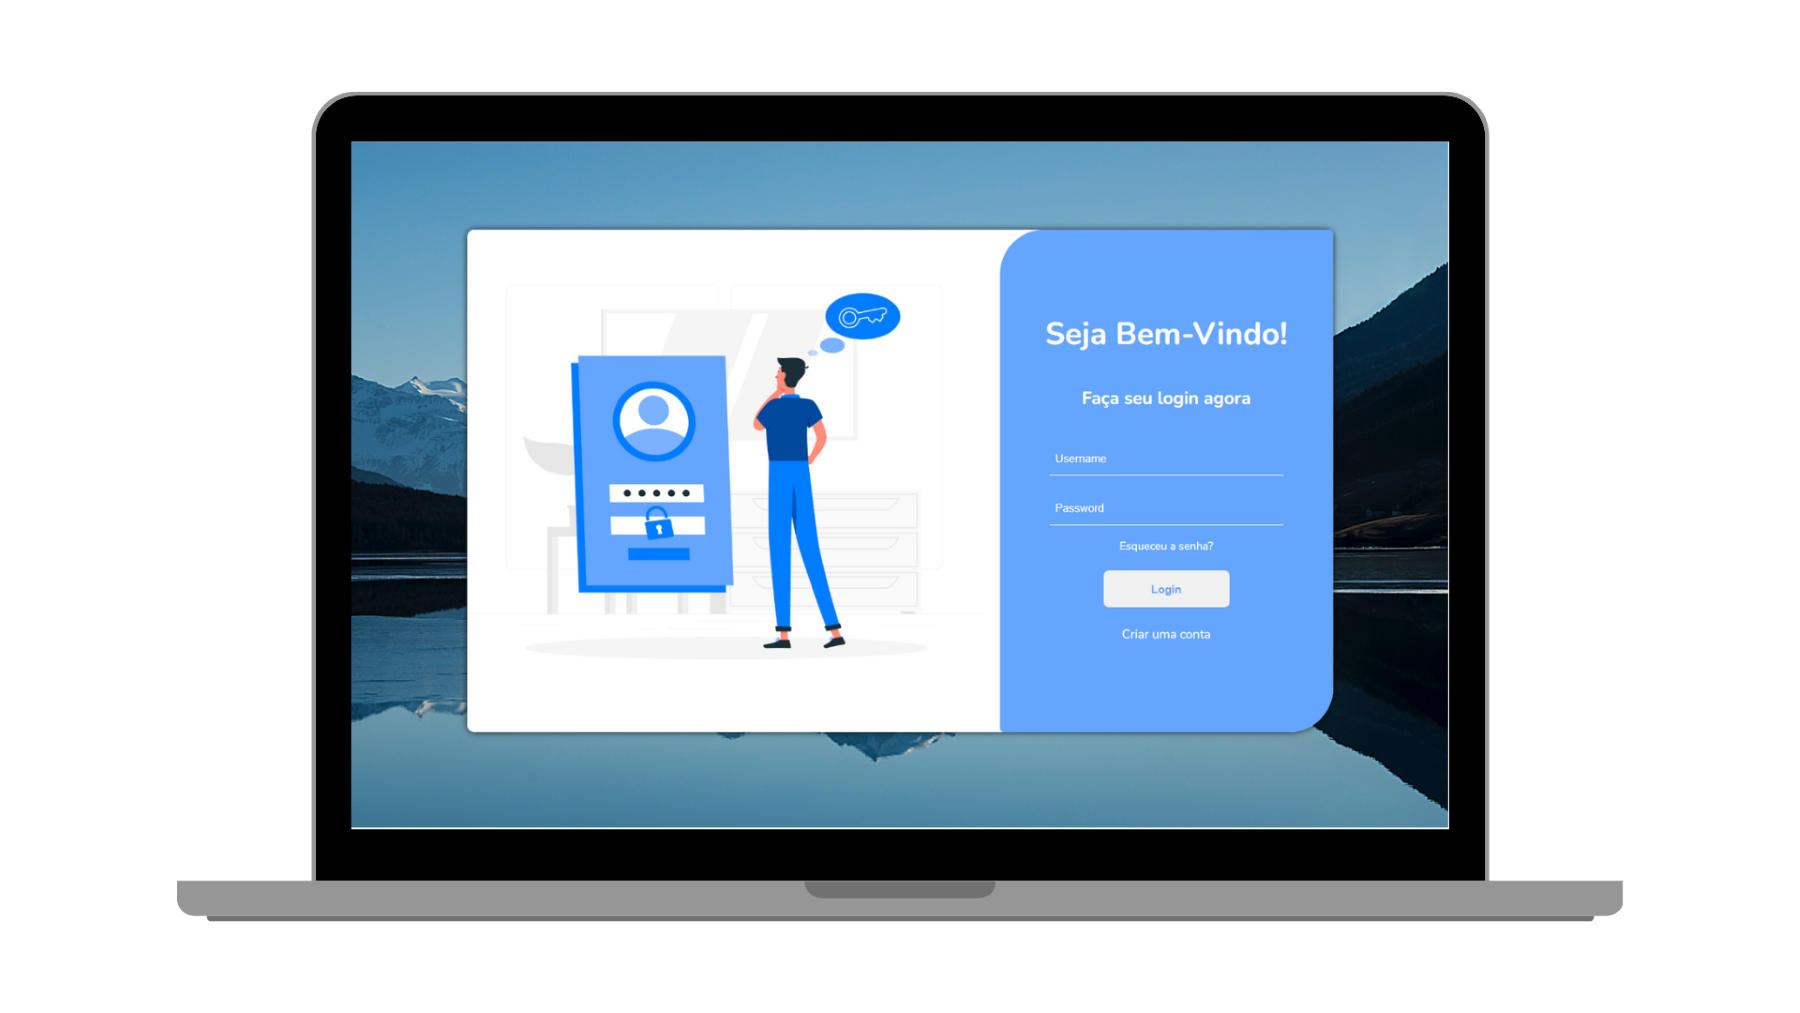 Seja Bem-Vindo!
Faça seu login agora
Username
Password
Esqueceu a senha?
Login
Criar uma conta